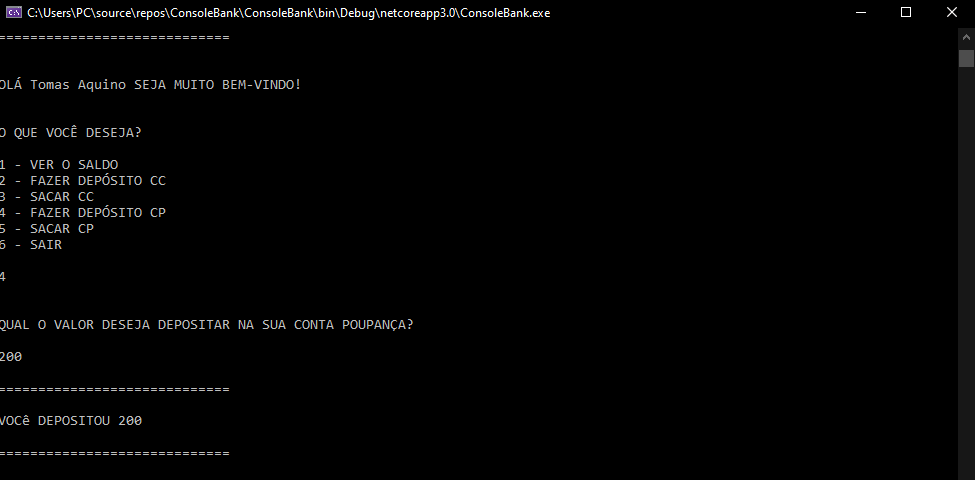 C:\Users\PC\source\repos\ConsoleBank\ConsoleBank\bin\Debug\netcoreapp3.0\ConsoleBank.exe
=============================
OLÁ Tomas Aquino SEJA MUITO BEM-VINDO!
O QUE VOCÊ DESEJA?
1 - VER O SALDO
2 - FAZER DEPÓSITO CC
3 - SACAR CC
4 - FAZER DEPÓSITO CP
5 - SACAR CP
6 - SAIR
4
QUAL O VALOR DESEJA DEPOSITAR NA SUA CONTA POUPANÇA?
200
=============================
VOCê DEPOSITOU 200
=============================